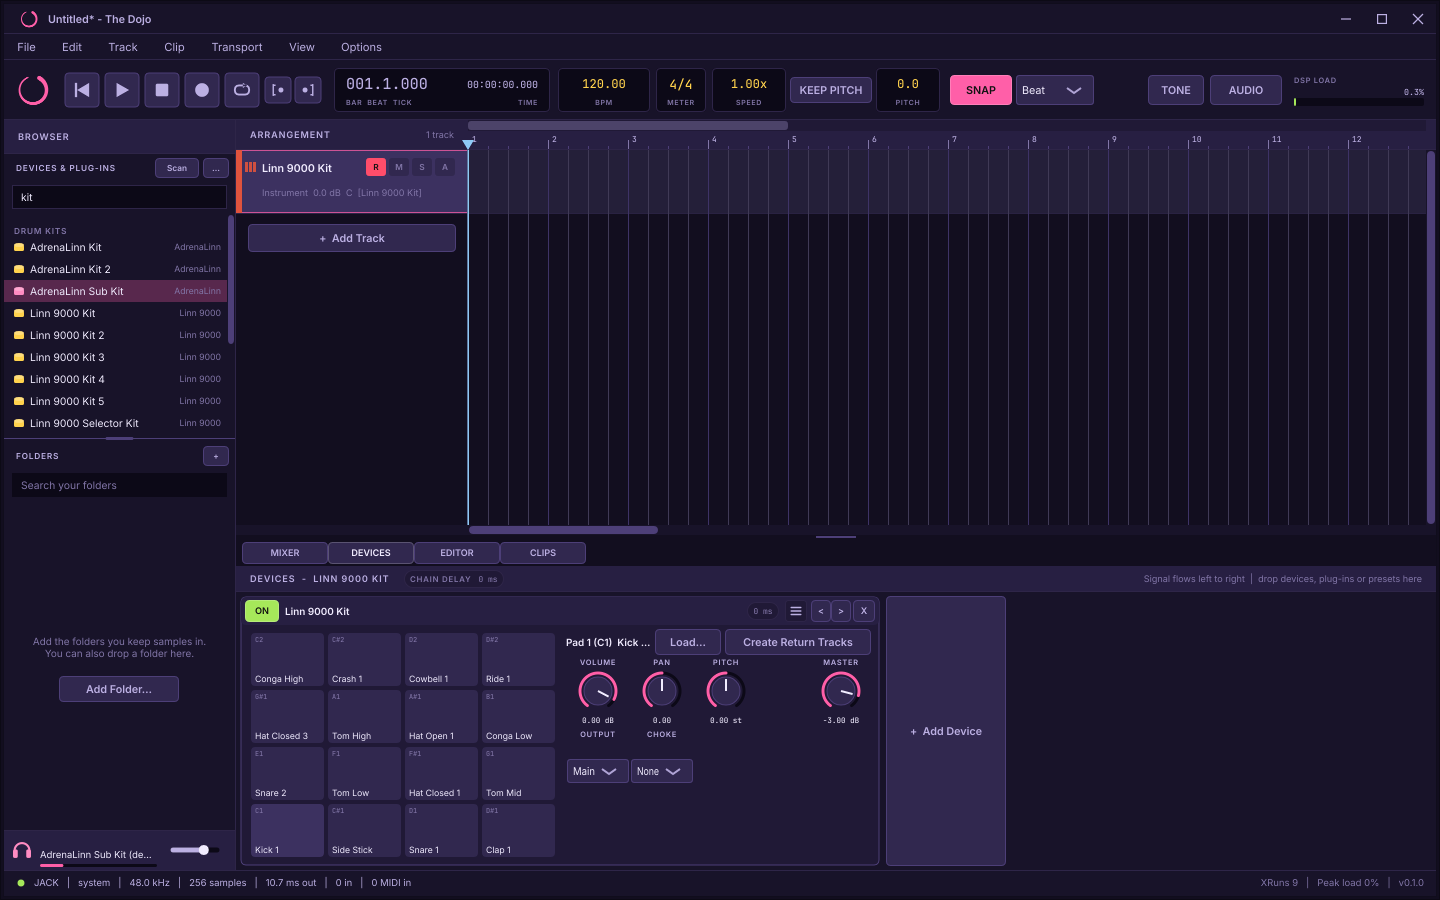 Untitled* - The Dojo
File Edit Track Clip Transport View Options
001.1.000 00:00:00.000
BAR BEAT TICK TIME
120.00
BPM
4/4
METER
1.00x
SPEED
KEEP PITCH
0.0
PITCH
SNAP
Beat
TONE
AUDIO
DSP LOAD
0.3%
BROWSER
DEVICES & PLUG-INS Scan ...
kit
DRUM KITS
AdrenaLinn Kit AdrenaLinn
AdrenaLinn Kit 2 AdrenaLinn
AdrenaLinn Sub Kit AdrenaLinn
Linn 9000 Kit Linn 9000
Linn 9000 Kit 2 Linn 9000
Linn 9000 Kit 3 Linn 9000
Linn 9000 Kit 4 Linn 9000
Linn 9000 Kit 5 Linn 9000
Linn 9000 Selector Kit Linn 9000
FOLDERS +
Search your folders
Add the folders you keep samples in.
You can also drop a folder here.
Add Folder...
AdrenaLinn Sub Kit (de...
ARRANGEMENT 1 track
1 2 3 4 5 6 7 8 9 10 11 12
Linn 9000 Kit R M S A
Instrument 0.0 dB C [Linn 9000 Kit]
+ Add Track
MIXER DEVICES EDITOR CLIPS
DEVICES - LINN 9000 KIT CHAIN DELAY 0 ms
Signal flows left to right | drop devices, plug-ins or presets here
ON Linn 9000 Kit 0 ms < > X
C2 C#2 D2 D#2
Conga High Crash 1 Cowbell 1 Ride 1
G#1 A1 A#1 B1
Hat Closed 3 Tom High Hat Open 1 Conga Low
E1 F1 F#1 G1
Snare 2 Tom Low Hat Closed 1 Tom Mid
C1 C#1 D1 D#1
Kick 1 Side Stick Snare 1 Clap 1
Pad 1 (C1) Kick ... Load... Create Return Tracks
VOLUME PAN PITCH MASTER
0.00 dB 0.00 0.00 st -3.00 dB
OUTPUT CHOKE
Main None
+ Add Device
JACK | system | 48.0 kHz | 256 samples | 10.7 ms out | 0 in | 0 MIDI in
XRuns 9 | Peak load 0% | v0.1.0